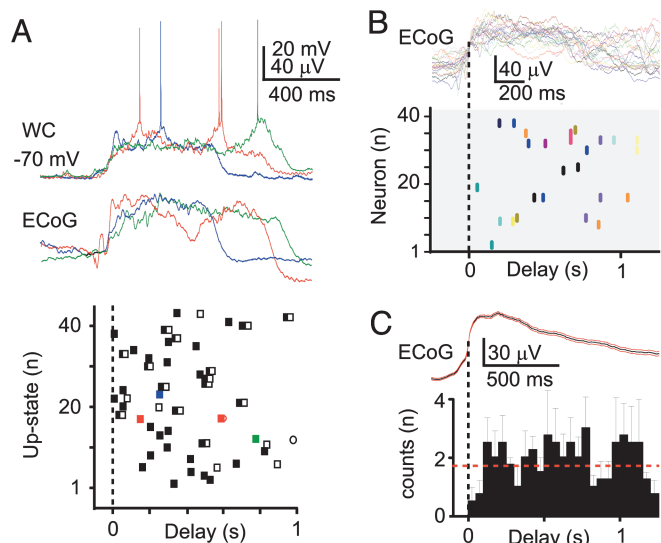 A
20 mV
40 μV
400 ms
WC
-70 mV
ECoG
40
20
1
Up-state (n)
0
1
Delay (s)
B
ECoG
40 μV
200 ms
40
20
1
Neuron (n)
0
1
Delay (s)
C
ECoG
30 μV
500 ms
4
2
0
counts (n)
0
1
Delay (s)